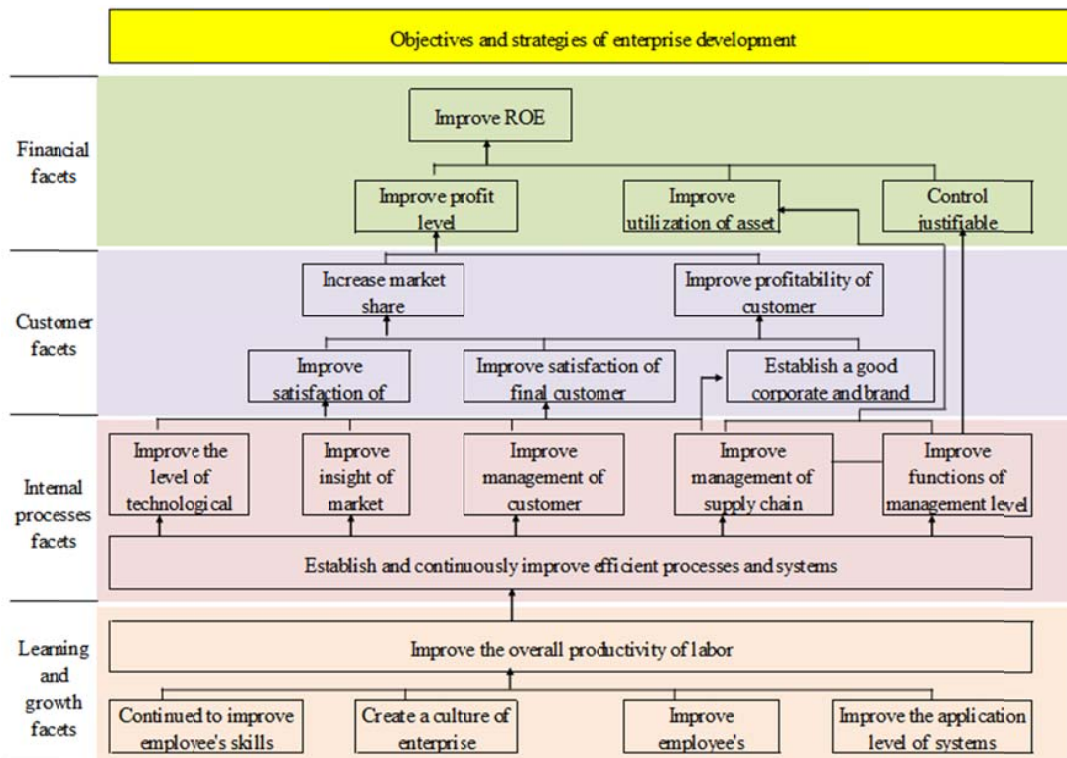 Objectives and strategies of enterprise development
Financial
facets
Improve ROE
Improve profit
level
Improve
utilization of asset
Control
justifiable
Customer
facets
Increase market
share
Improve profitability of
customer
Improve
satisfaction of
Improve satisfaction of
final customer
Establish a good
corporate and brand
Internal
processes
facets
Improve the
level of
technological
Improve
insight of
market
Improve
management of
customer
Improve
management of
supply chain
Improve
functions of
management level
Establish and continuously improve efficient processes and systems
Learning
and
growth
facets
Improve the overall productivity of labor
Continued to improve
employee's skills
Create a culture of
enterprise
Improve
employee's
Improve the application
level of systems